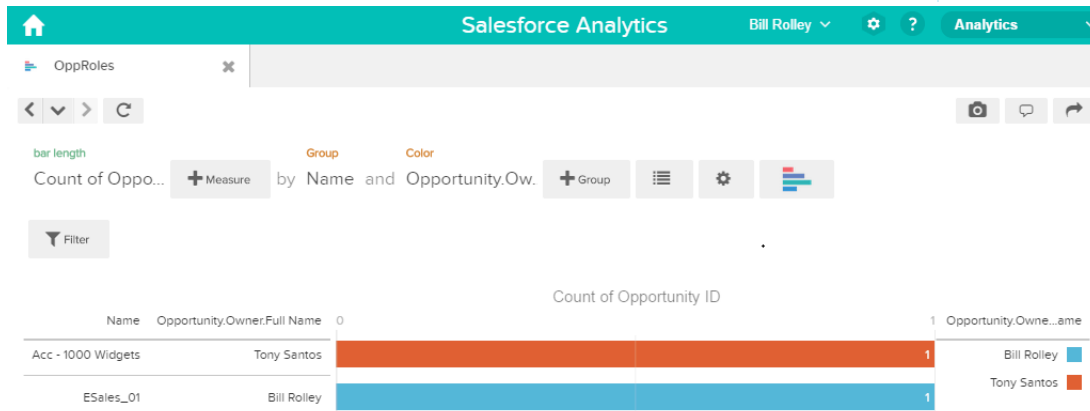 Salesforce Analytics Bill Rolley ? Analytics
OppRoles
bar length Group Color
Count of Oppo... + Measure by Name and Opportunity.Ow. + Group
Filter
Count of Opportunity ID
Name Opportunity.Owner.Full Name 0 1 Opportunity.Owne...ame
Acc - 1000 Widgets Tony Santos 1 Bill Rolley
Tony Santos
ESales_01 Bill Rolley 1